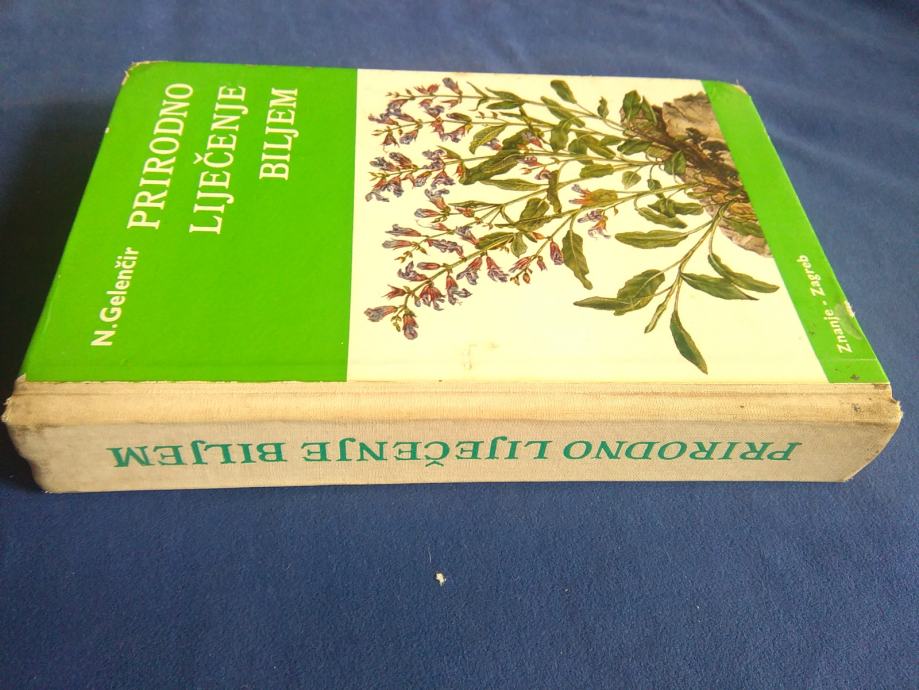 N. Gelenčir
PRIRODNO
LIJEČENJE
BILJEM
Znanje - Zagreb
PRIRODNO LIJEČENJE BILJEM